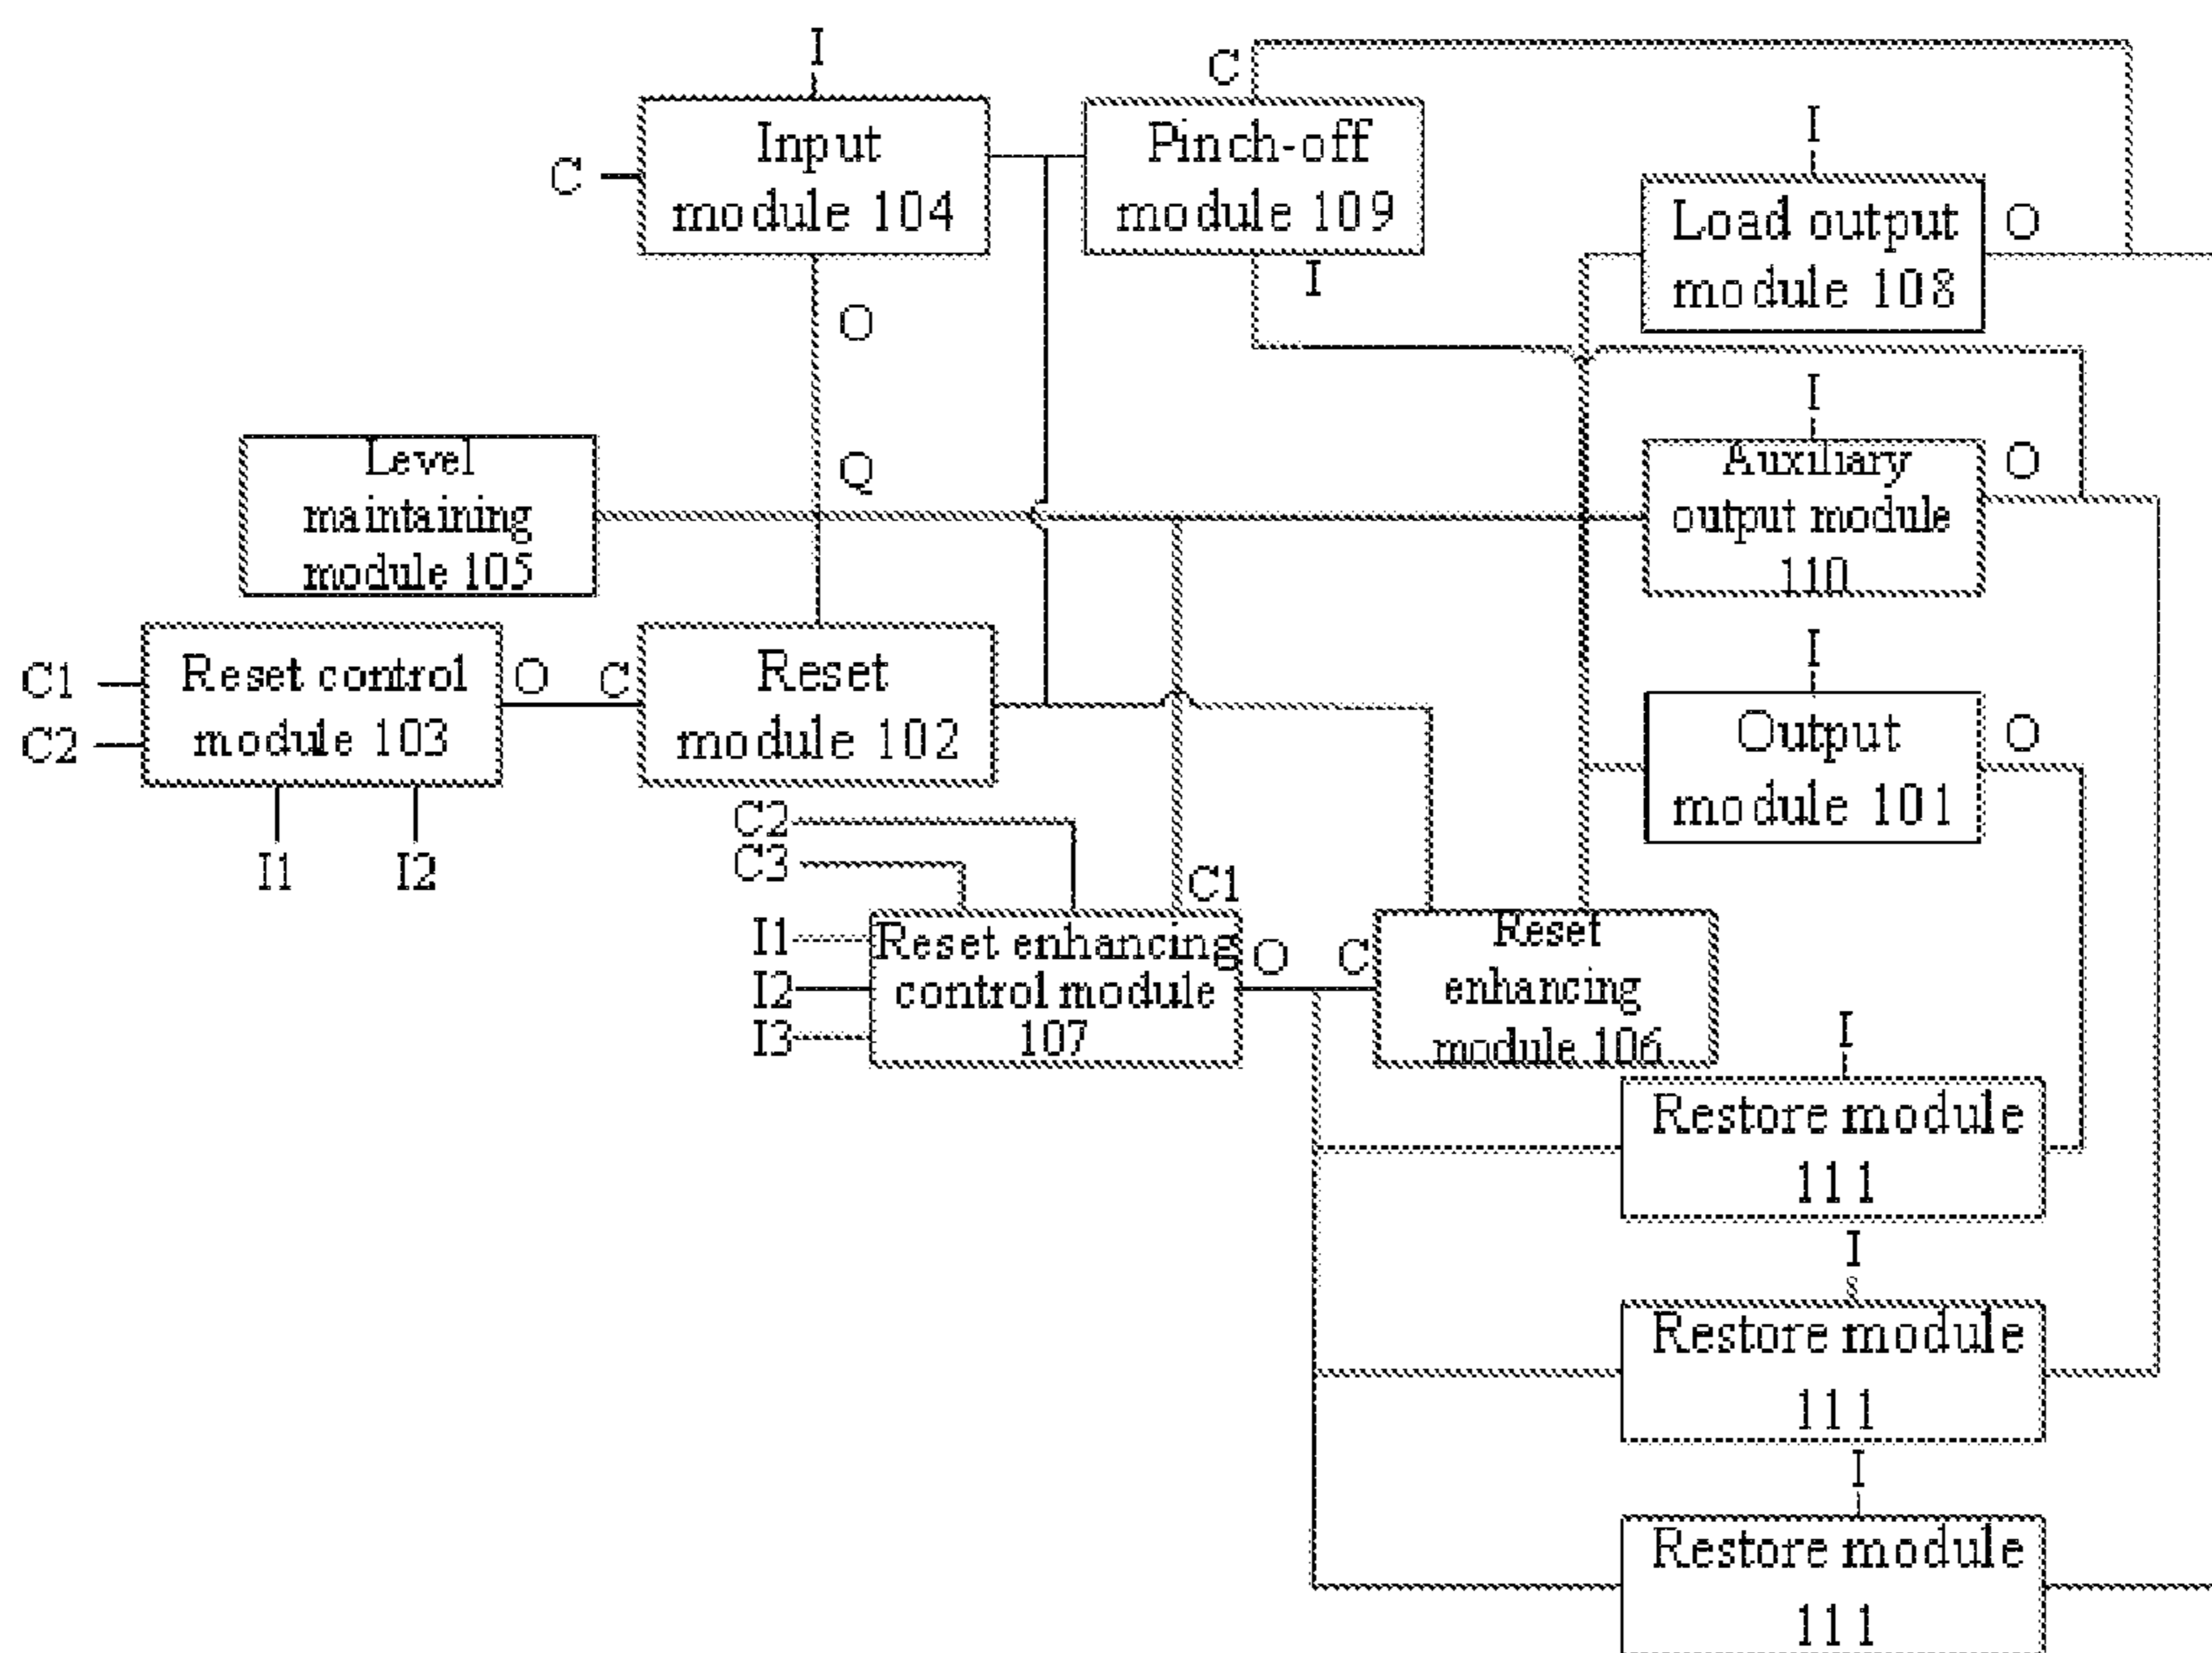 I
C
Input
module 104
O
C
Pinch-off
module 109
I
I
Load output
module 108
O
Q
Level
maintaining
module 105
I
Auxiliary
output module
110
O
C1
C2
Reset control
module 103
O
I1
I2
C
Reset
module 102
I
Output
module 101
O
C2
C3
C1
I1
I2
I3
Reset enhancing
control module
107
O
C
Reset
enhancing
module 106
I
Restore module
111
I
Restore module
111
I
Restore module
111